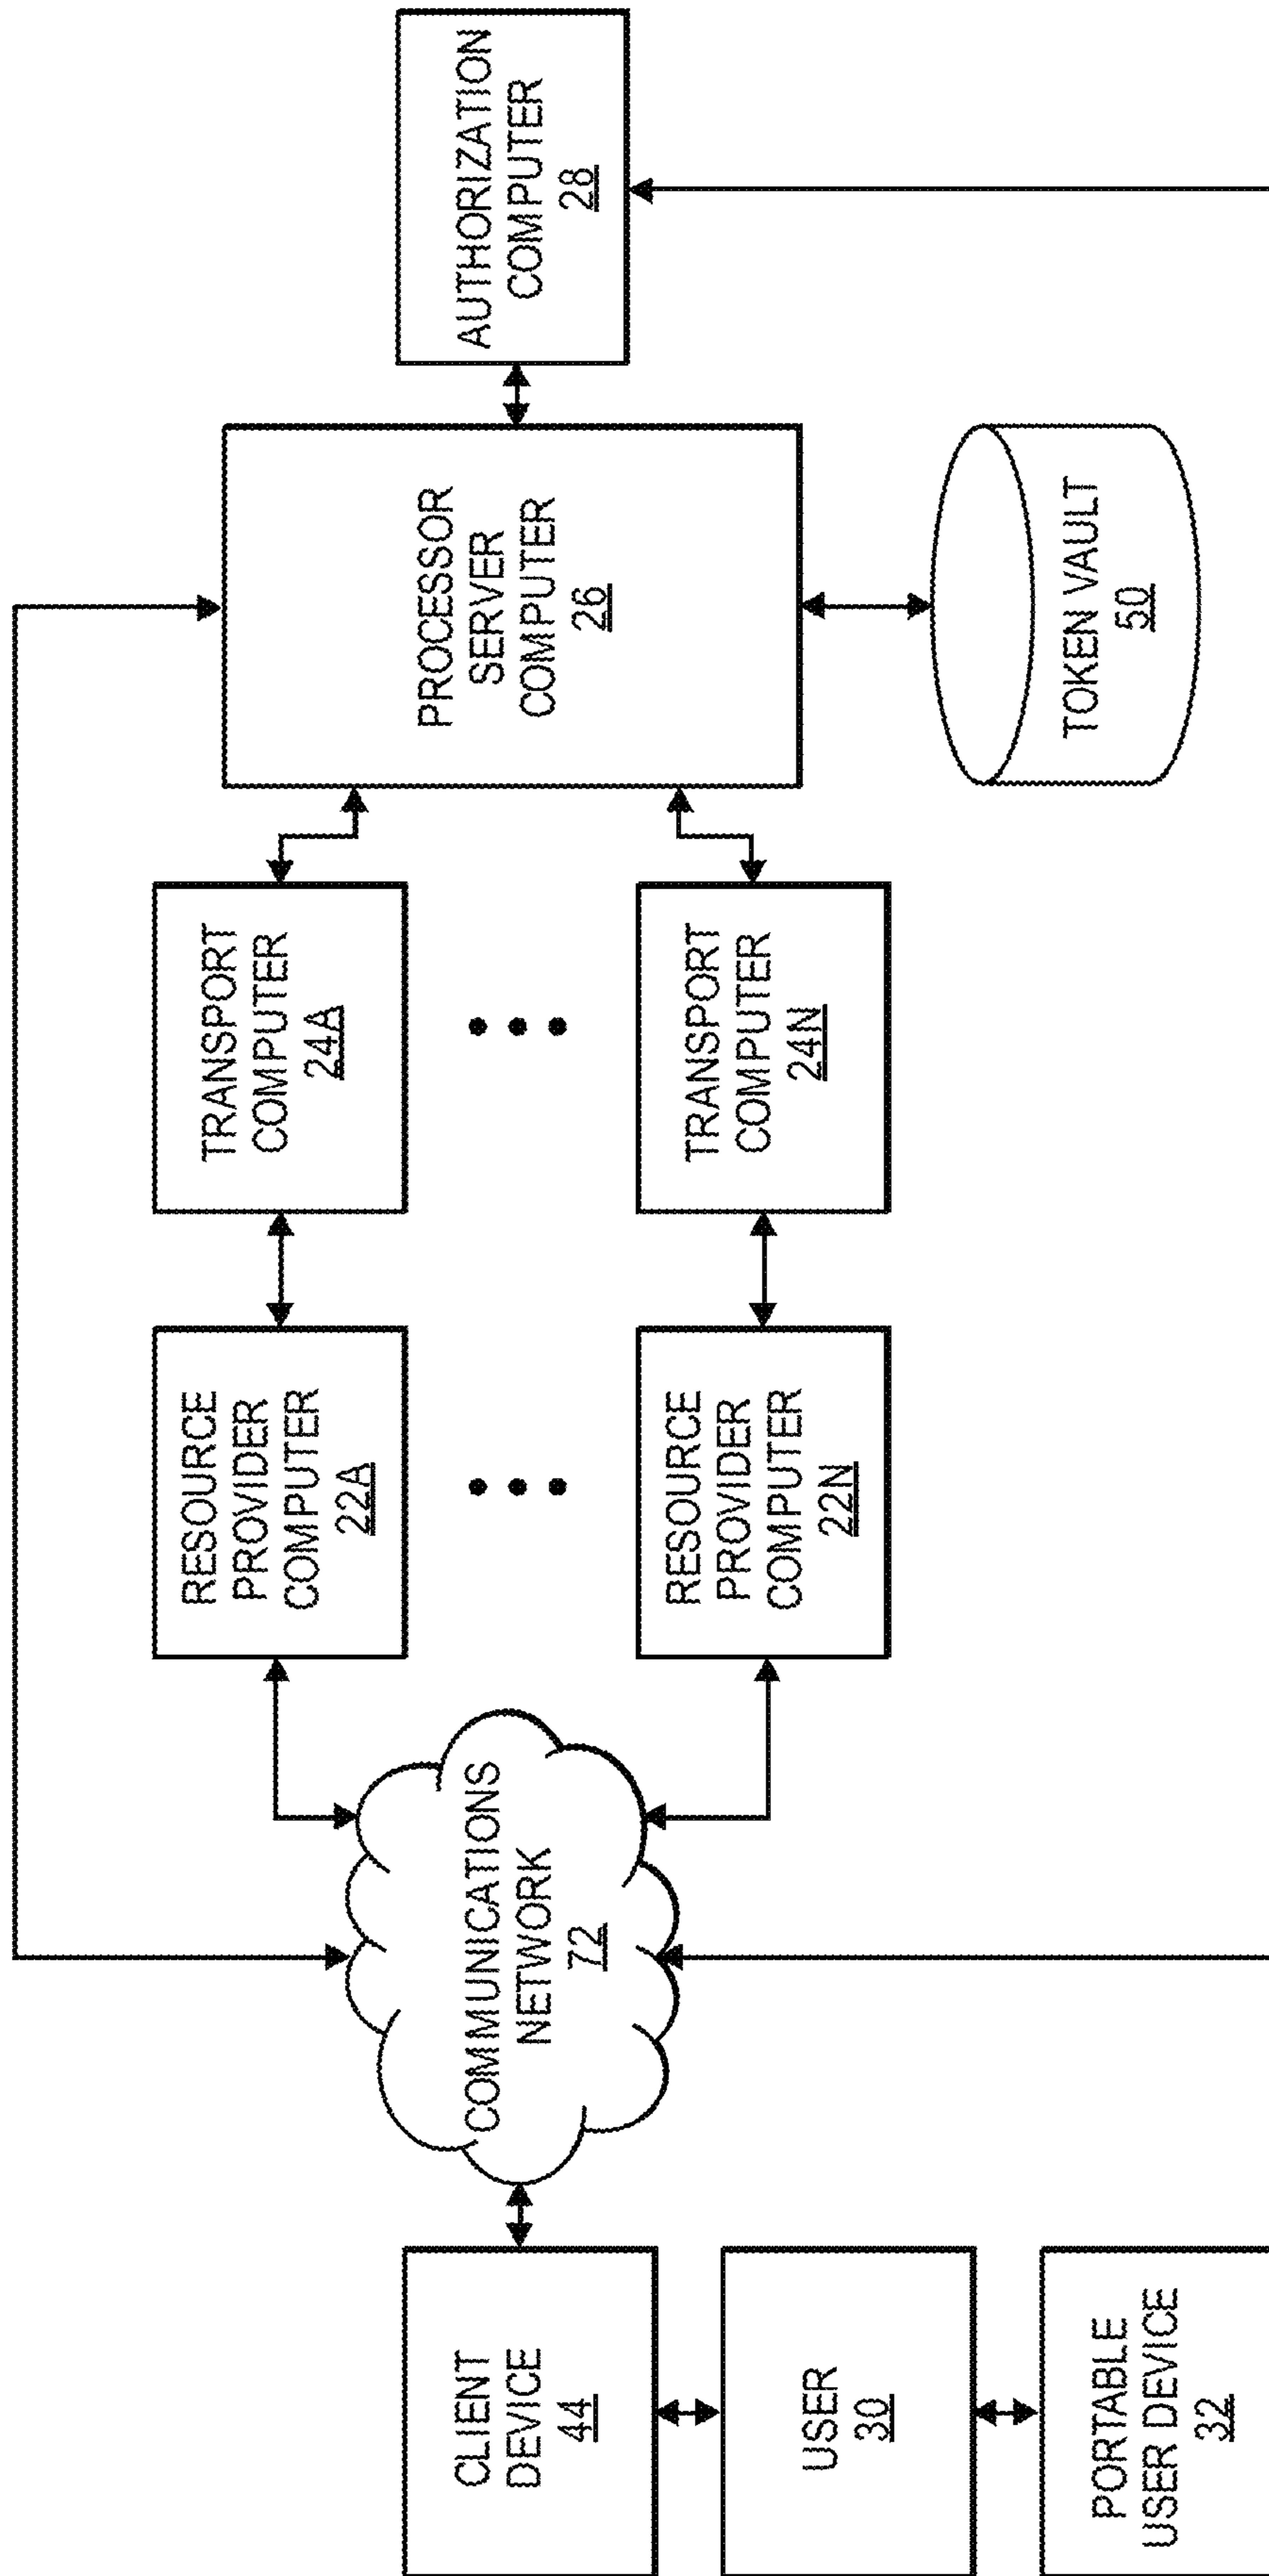 CLIENT
DEVICE
44
USER
30
PORTABLE
USER DEVICE
32
COMMUNICATIONS
NETWORK
72
RESOURCE
PROVIDER
COMPUTER
22A
RESOURCE
PROVIDER
COMPUTER
22N
TRANSPORT
COMPUTER
24A
TRANSPORT
COMPUTER
24N
PROCESSOR
SERVER
COMPUTER
26
TOKEN VAULT
50
AUTHORIZATION
COMPUTER
28